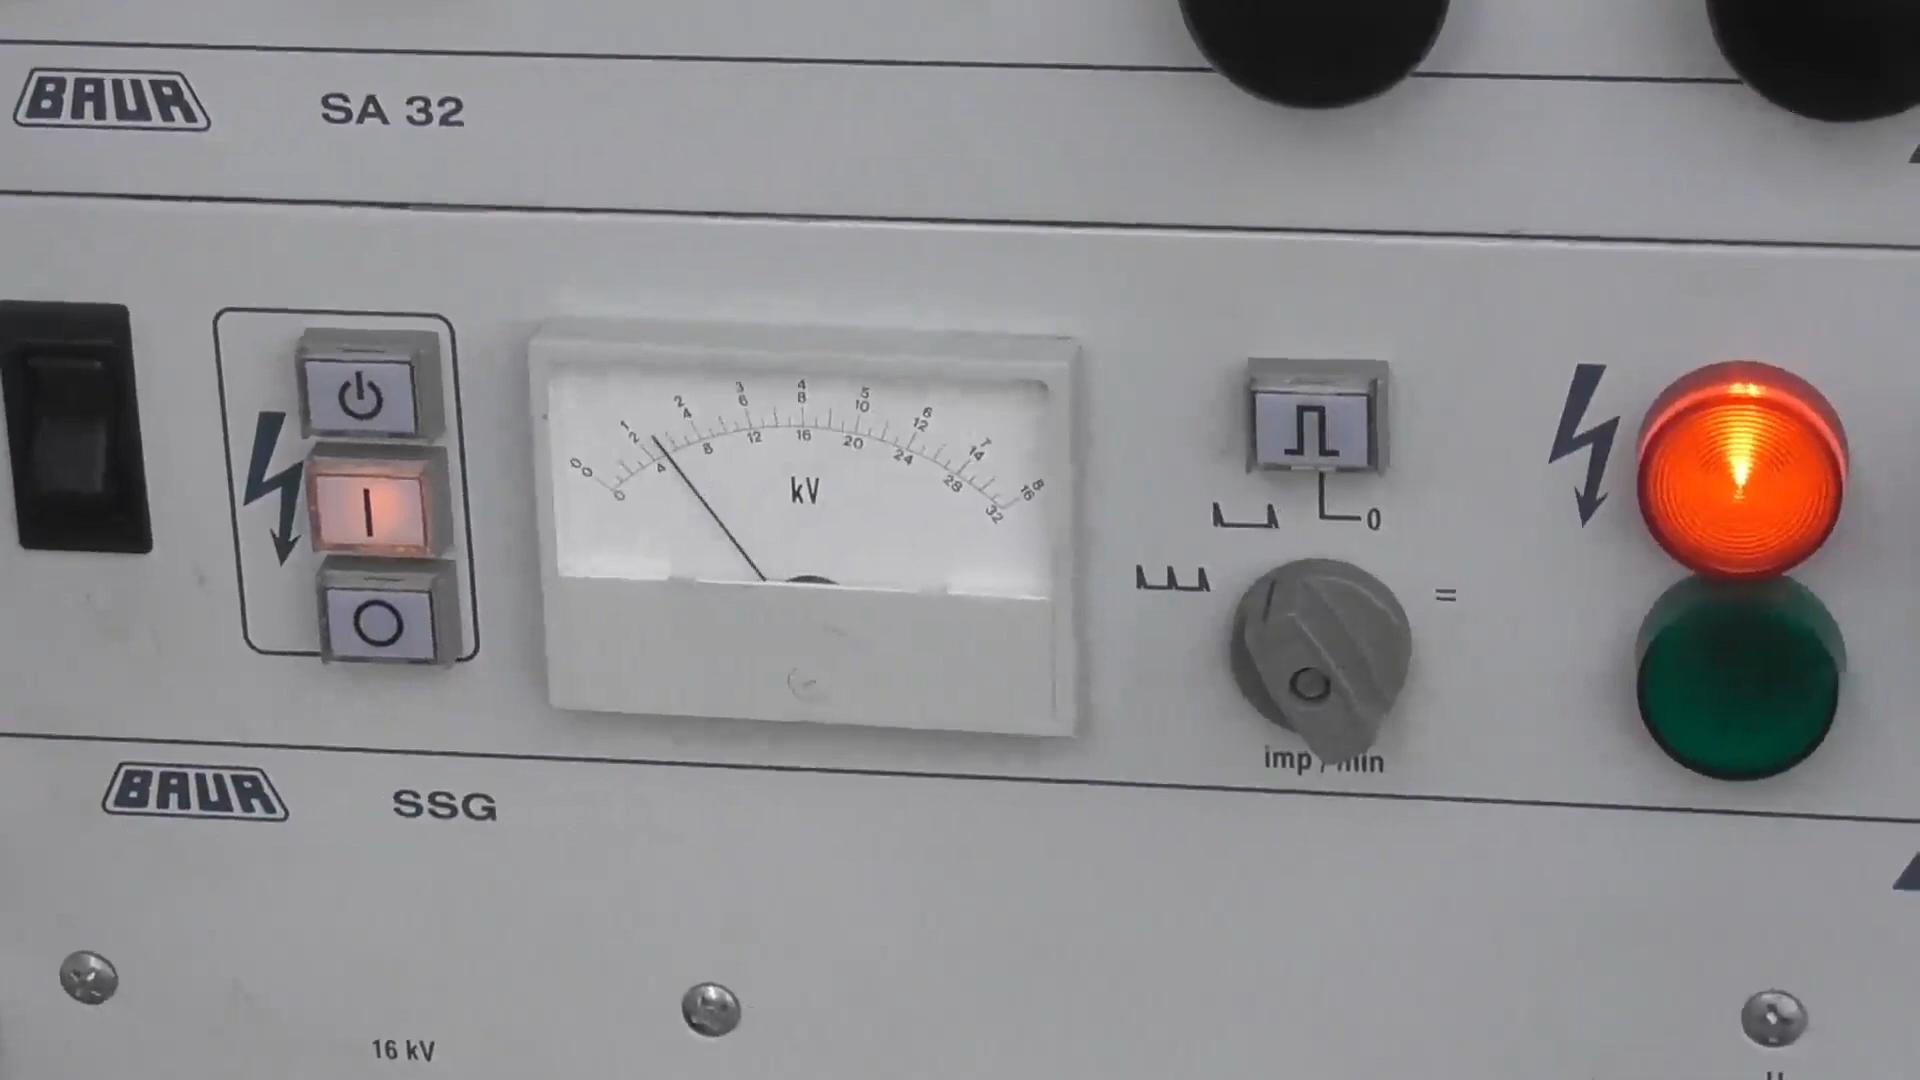 BAUR SA 32
0 1 2 3 4 5 6 7 8
0 2 4 6 8 10 12 14 16
0 4 8 12 16 20 24 28 32
kV
I
O
0
=
imp / min
BAUR SSG
16 kV